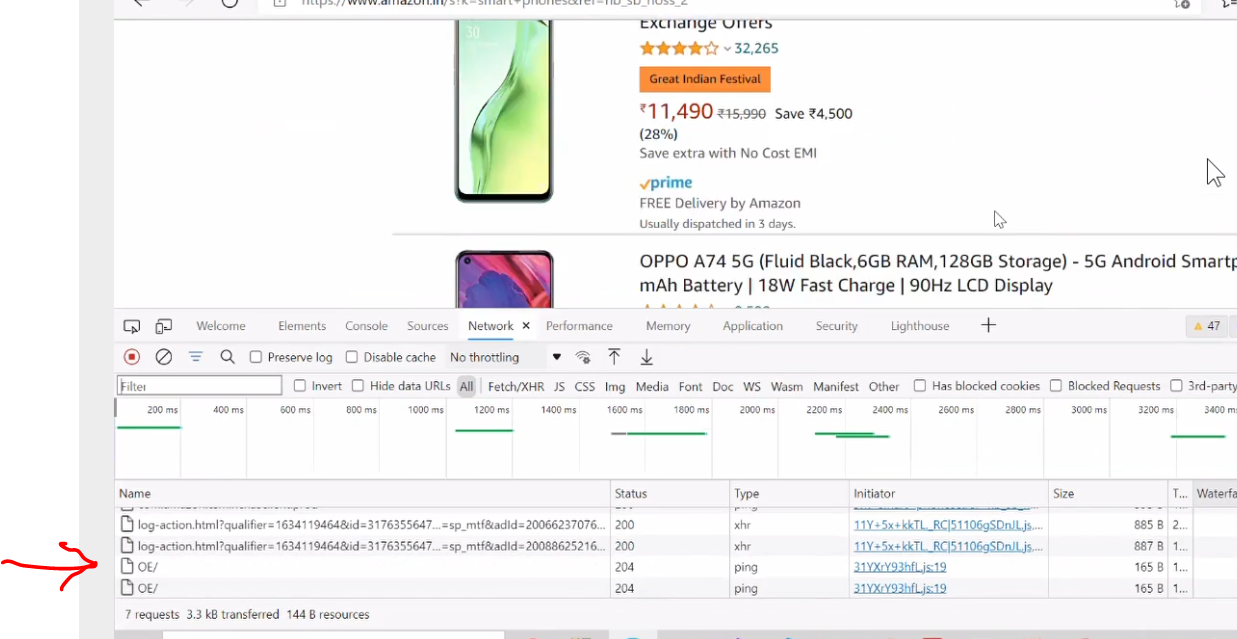 https://www.amazon.in/s?k=smart+phones&ref=nb_sb_noss_2
Exchange Offers
32,265
Great Indian Festival
₹11,490 ₹15,990 Save ₹4,500
(28%)
Save extra with No Cost EMI
prime
FREE Delivery by Amazon
Usually dispatched in 3 days.
OPPO A74 5G (Fluid Black,6GB RAM,128GB Storage) - 5G Android Smartp
mAh Battery | 18W Fast Charge | 90Hz LCD Display
Welcome Elements Console Sources Network × Performance Memory Application Security Lighthouse + 47
Preserve log Disable cache No throttling
Filter Invert Hide data URLs All Fetch/XHR JS CSS Img Media Font Doc WS Wasm Manifest Other Has blocked cookies Blocked Requests 3rd-party
200 ms 400 ms 600 ms 800 ms 1000 ms 1200 ms 1400 ms 1600 ms 1800 ms 2000 ms 2200 ms 2400 ms 2600 ms 2800 ms 3000 ms 3200 ms 3400 ms
Name Status Type Initiator Size T... Waterfa
log-action.html?qualifier=1634119464&id=3176355647...=sp_mtf&adId=20066237076... 200 xhr 11Y+5x+kkTL._RC|51106gSDnJL.js.... 885 B 2...
log-action.html?qualifier=1634119464&id=3176355647...=sp_mtf&adId=20088625216... 200 xhr 11Y+5x+kkTL._RC|51106gSDnJL.js.... 887 B 1...
OE/ 204 ping 31YXrY93hfL.js:19 165 B 1...
OE/ 204 ping 31YXrY93hfL.js:19 165 B 1...
7 requests 3.3 kB transferred 144 B resources